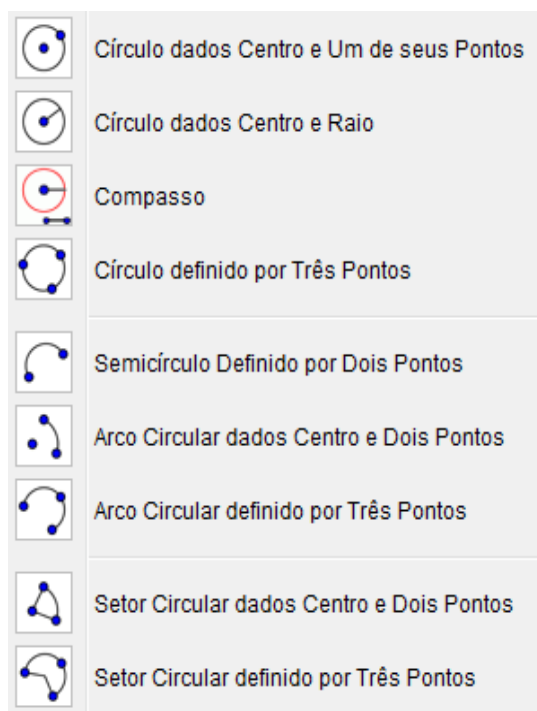 Círculo dados Centro e Um de seus Pontos
Círculo dados Centro e Raio
Compasso
Círculo definido por Três Pontos
Semicírculo Definido por Dois Pontos
Arco Circular dados Centro e Dois Pontos
Arco Circular definido por Três Pontos
Setor Circular dados Centro e Dois Pontos
Setor Circular definido por Três Pontos